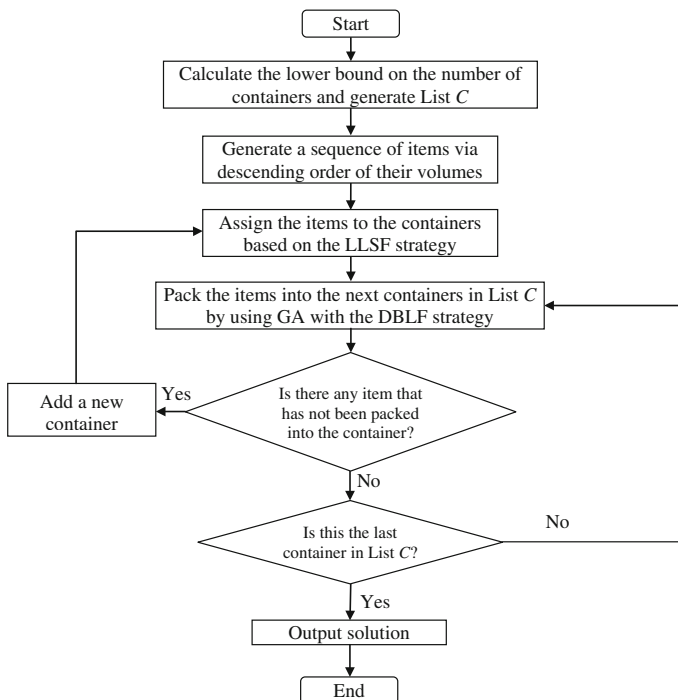 Start
Calculate the lower bound on the number of
containers and generate List C
Generate a sequence of items via
descending order of their volumes
Assign the items to the containers
based on the LLSF strategy
Pack the items into the next containers in List C
by using GA with the DBLF strategy
Is there any item that
has not been packed
into the container?
Yes
Add a new
container
No
Is this the last
container in List C?
No
Yes
Output solution
End